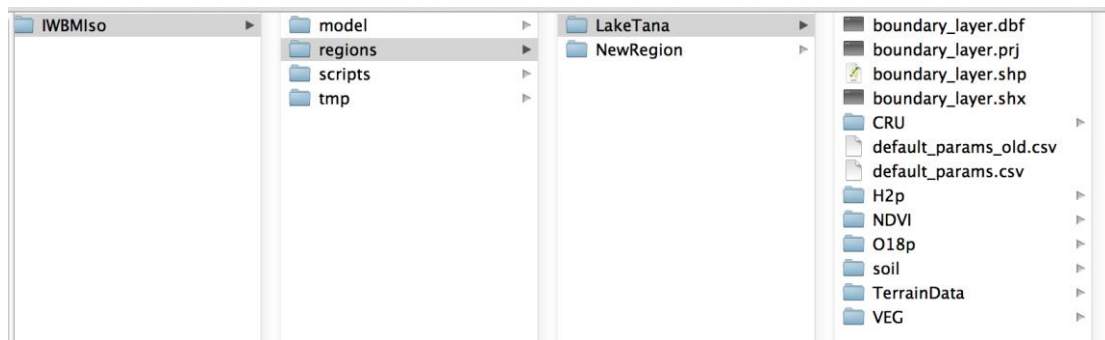 IWBMIso
model
regions
scripts
tmp
LakeTana
NewRegion
boundary_layer.dbf
boundary_layer.prj
boundary_layer.shp
boundary_layer.shx
CRU
default_params_old.csv
default_params.csv
H2p
NDVI
O18p
soil
TerrainData
VEG